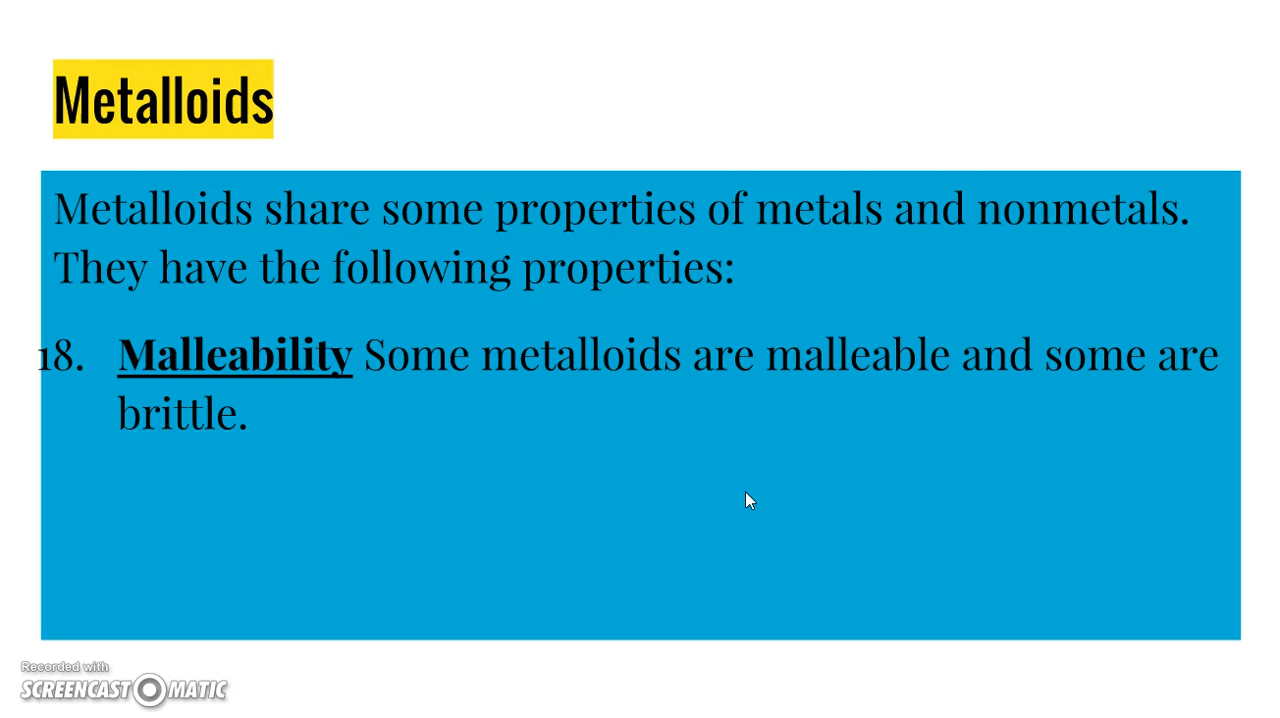 Metalloids
Metalloids share some properties of metals and nonmetals.
They have the following properties:
18. Malleability Some metalloids are malleable and some are
brittle.
Recorded with
SCREENCAST MATIC